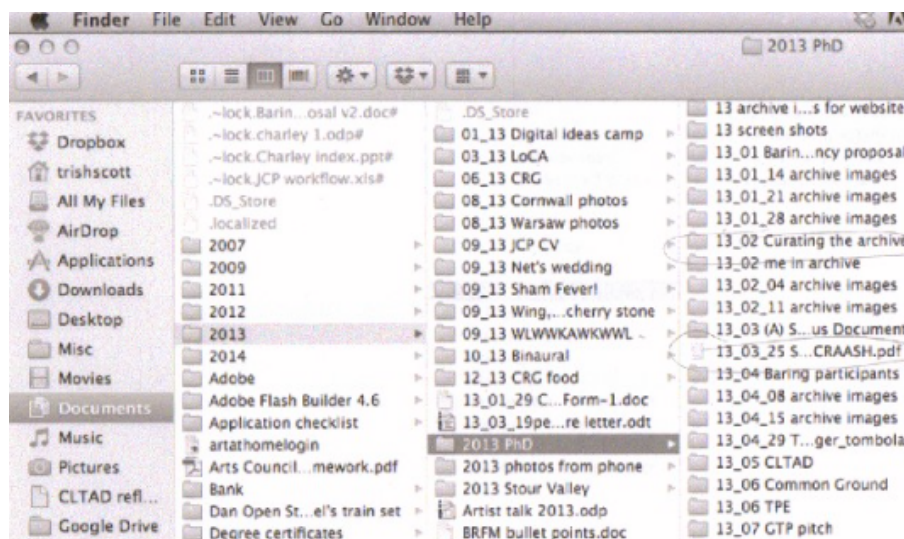 Finder File Edit View Go Window Help
2013 PhD
FAVORITES
Dropbox
trishscott
All My Files
AirDrop
Applications
Downloads
Desktop
Misc
Movies
Documents
Music
Pictures
CLTAD refl...
Google Drive
.~lock.Barin...osal v2.doc#
.~lock.charley 1.odp#
.~lock.Charley index.ppt#
.~lock.JCP workflow.xls#
.DS_Store
.localized
2007
2009
2011
2012
2013
2014
Adobe
Adobe Flash Builder 4.6
Application checklist
artathomelogin
Arts Council...mework.pdf
Bank
Dan Open St...el's train set
Degree certificates
.DS_Store
01_13 Digital ideas camp
03_13 LoCA
06_13 CRG
08_13 Cornwall photos
08_13 Warsaw photos
09_13 JCP CV
09_13 Net's wedding
09_13 Sham Fever!
09_13 Wing,...cherry stone
09_13 WLWWKAWKWWL
10_13 Binaural
12_13 CRG food
13_01_29 C...Form-1.doc
13_03_19pe...re letter.odt
2013 PhD
2013 photos from phone
2013 Stour Valley
Artist talk 2013.odp
BRFM bullet points.doc
13 archive i...s for website
13 screen shots
13_01 Barin...ncy proposal
13_01_14 archive images
13_01_21 archive images
13_01_28 archive images
13_02 Curating the archive
13_02 me in archive
13_02_04 archive images
13_02_11 archive images
13_03 (A) S...us Document
13_03_25 S...CRAASH.pdf
13_04 Baring participants
13_04_08 archive images
13_04_15 archive images
13_04_29 T...ger_tombola
13_05 CLTAD
13_06 Common Ground
13_06 TPE
13_07 GTP pitch